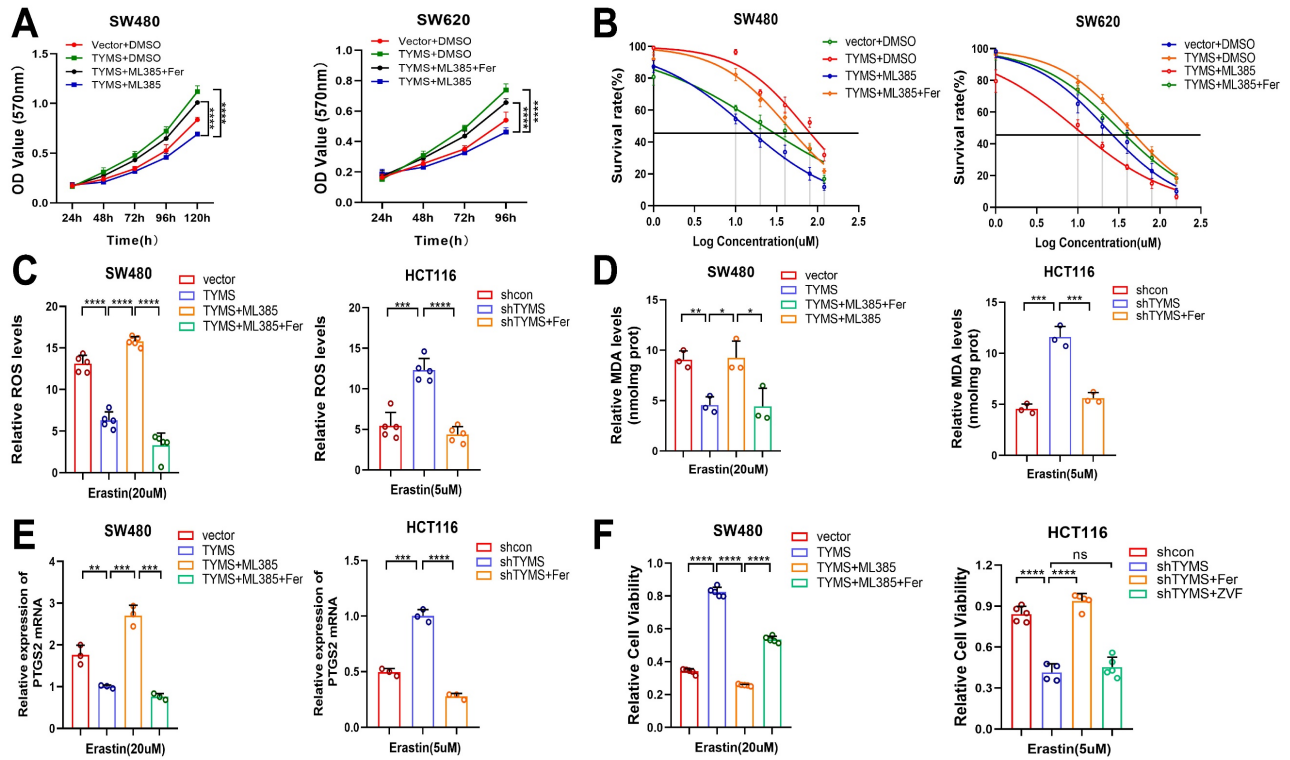 A
SW480
Vector+DMSO
TYMS+DMSO
TYMS+ML385+Fer
TYMS+ML385
OD Value (570nm)
1.5
1.0
0.5
0.0
24h 48h 72h 96h 120h
Time(h)
****
****
SW620
Vector+DMSO
TYMS+DMSO
TYMS+ML385+Fer
TYMS+ML385
OD Value (570nm)
1.0
0.8
0.6
0.4
0.2
0.0
24h 48h 72h 96h
Time(h)
****
****
B
SW480
vector+DMSO
TYMS+DMSO
TYMS+ML385
TYMS+ML385+Fer
Survival rate(%)
100
80
60
40
20
0
0.0 0.5 1.0 1.5 2.0 2.5
Log Concentration(uM)
SW620
vector+DMSO
TYMS+DMSO
TYMS+ML385
TYMS+ML385+Fer
Survival rate(%)
100
80
60
40
20
0
0.0 0.5 1.0 1.5 2.0 2.5
Log Concentration(uM)
C
SW480
vector
TYMS
TYMS+ML385
TYMS+ML385+Fer
**** **** ****
Relative ROS levels
20
15
10
5
0
Erastin(20uM)
HCT116
shcon
shTYMS
shTYMS+Fer
*** ****
Relative ROS levels
20
15
10
5
0
Erastin(5uM)
D
SW480
vector
TYMS
TYMS+ML385+Fer
TYMS+ML385
** * *
Relative MDA levels
(nmolmg prot)
15
10
5
0
Erastin(20uM)
HCT116
shcon
shTYMS
shTYMS+Fer
*** ***
Relative MDA levels
(nmolmg prot)
15
10
5
0
Erastin(5uM)
E
SW480
vector
TYMS
TYMS+ML385
TYMS+ML385+Fer
** *** ***
Relative expression of
PTGS2 mRNA
4
3
2
1
0
Erastin(20uM)
HCT116
shcon
shTYMS
shTYMS+Fer
*** ****
Relative expression of
PTGS2 mRNA
1.5
1.0
0.5
0.0
Erastin(5uM)
F
SW480
vector
TYMS
TYMS+ML385
TYMS+ML385+Fer
**** **** ****
Relative Cell Viability
1.0
0.8
0.6
0.4
0.2
0.0
Erastin(20uM)
HCT116
shcon
shTYMS
shTYMS+Fer
shTYMS+ZVF
ns
**** ****
Relative Cell Viability
1.2
0.9
0.6
0.3
0.0
Erastin(5uM)